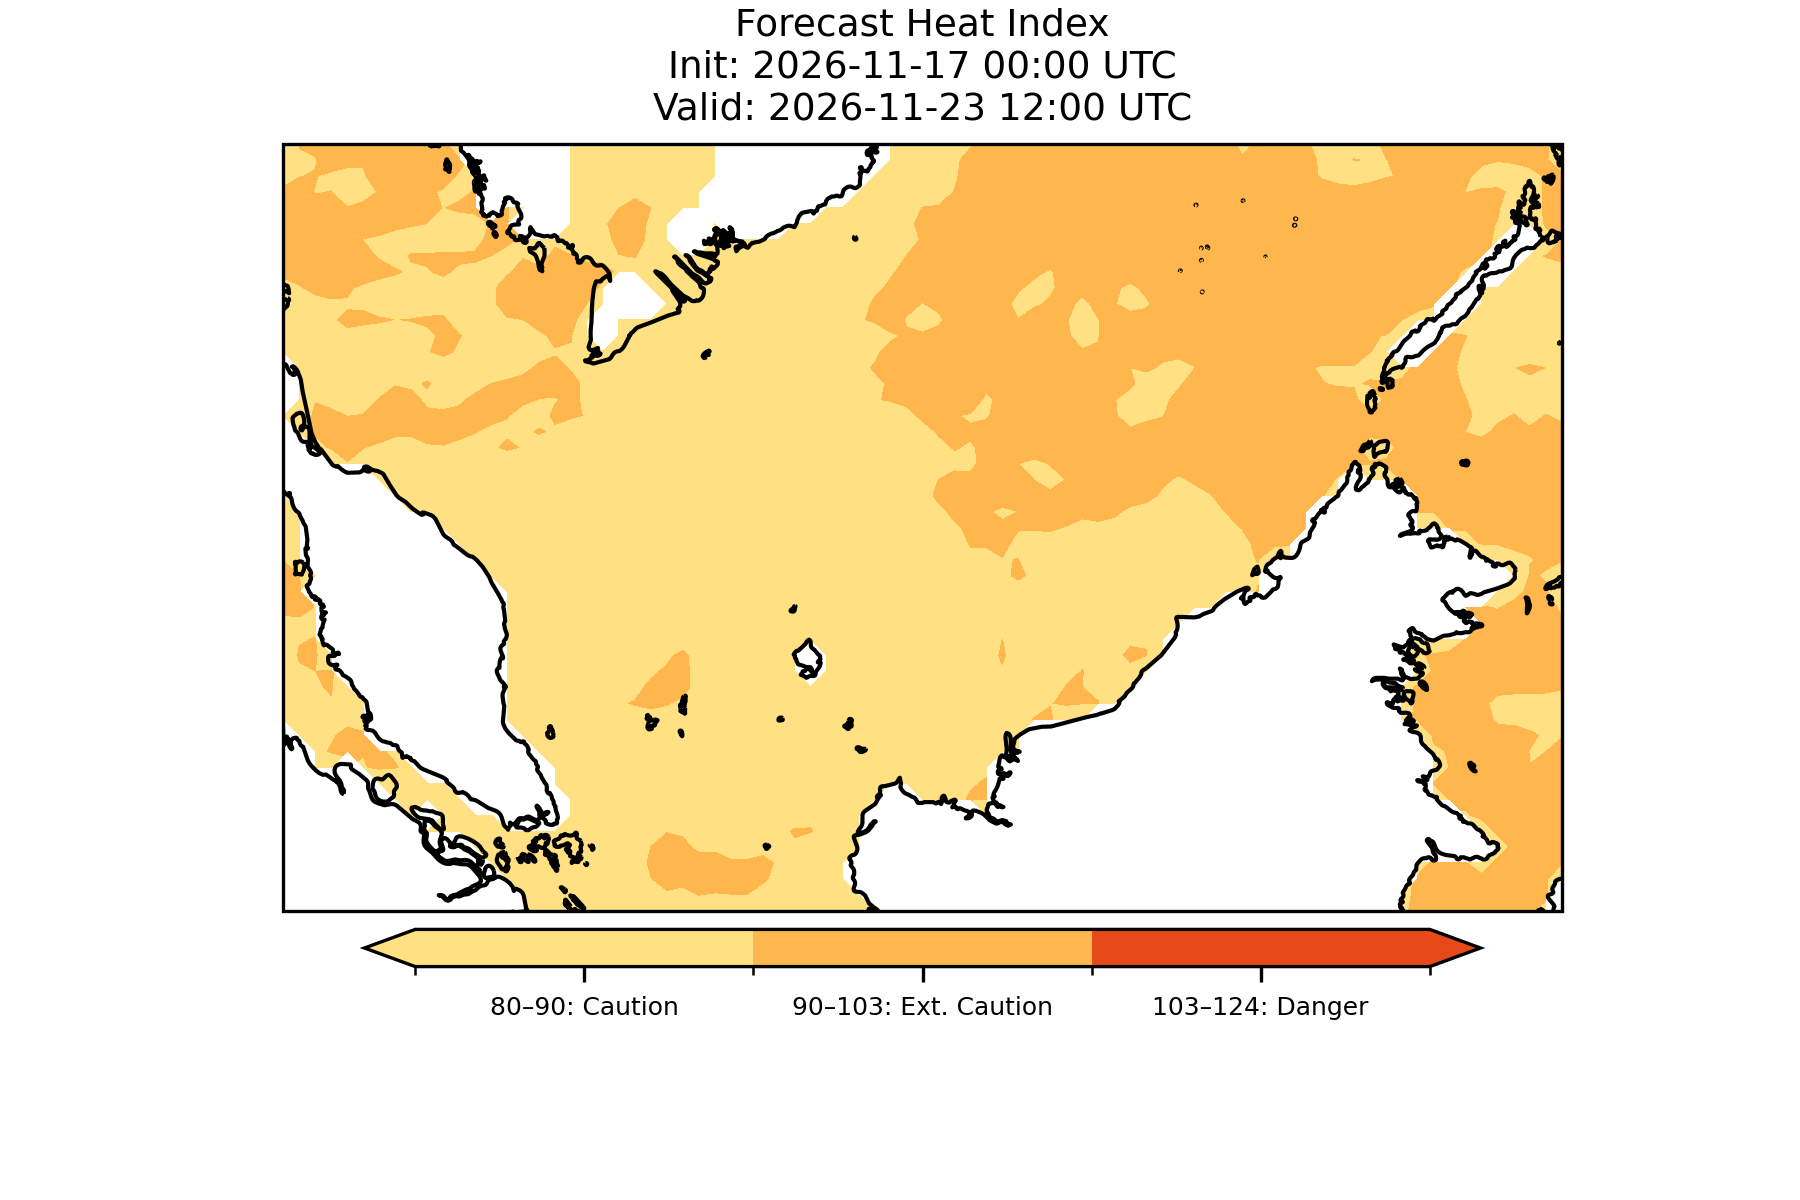 Forecast Heat Index
Init: 2026-11-17 00:00 UTC
Valid: 2026-11-23 12:00 UTC
80–90: Caution
90–103: Ext. Caution
103–124: Danger